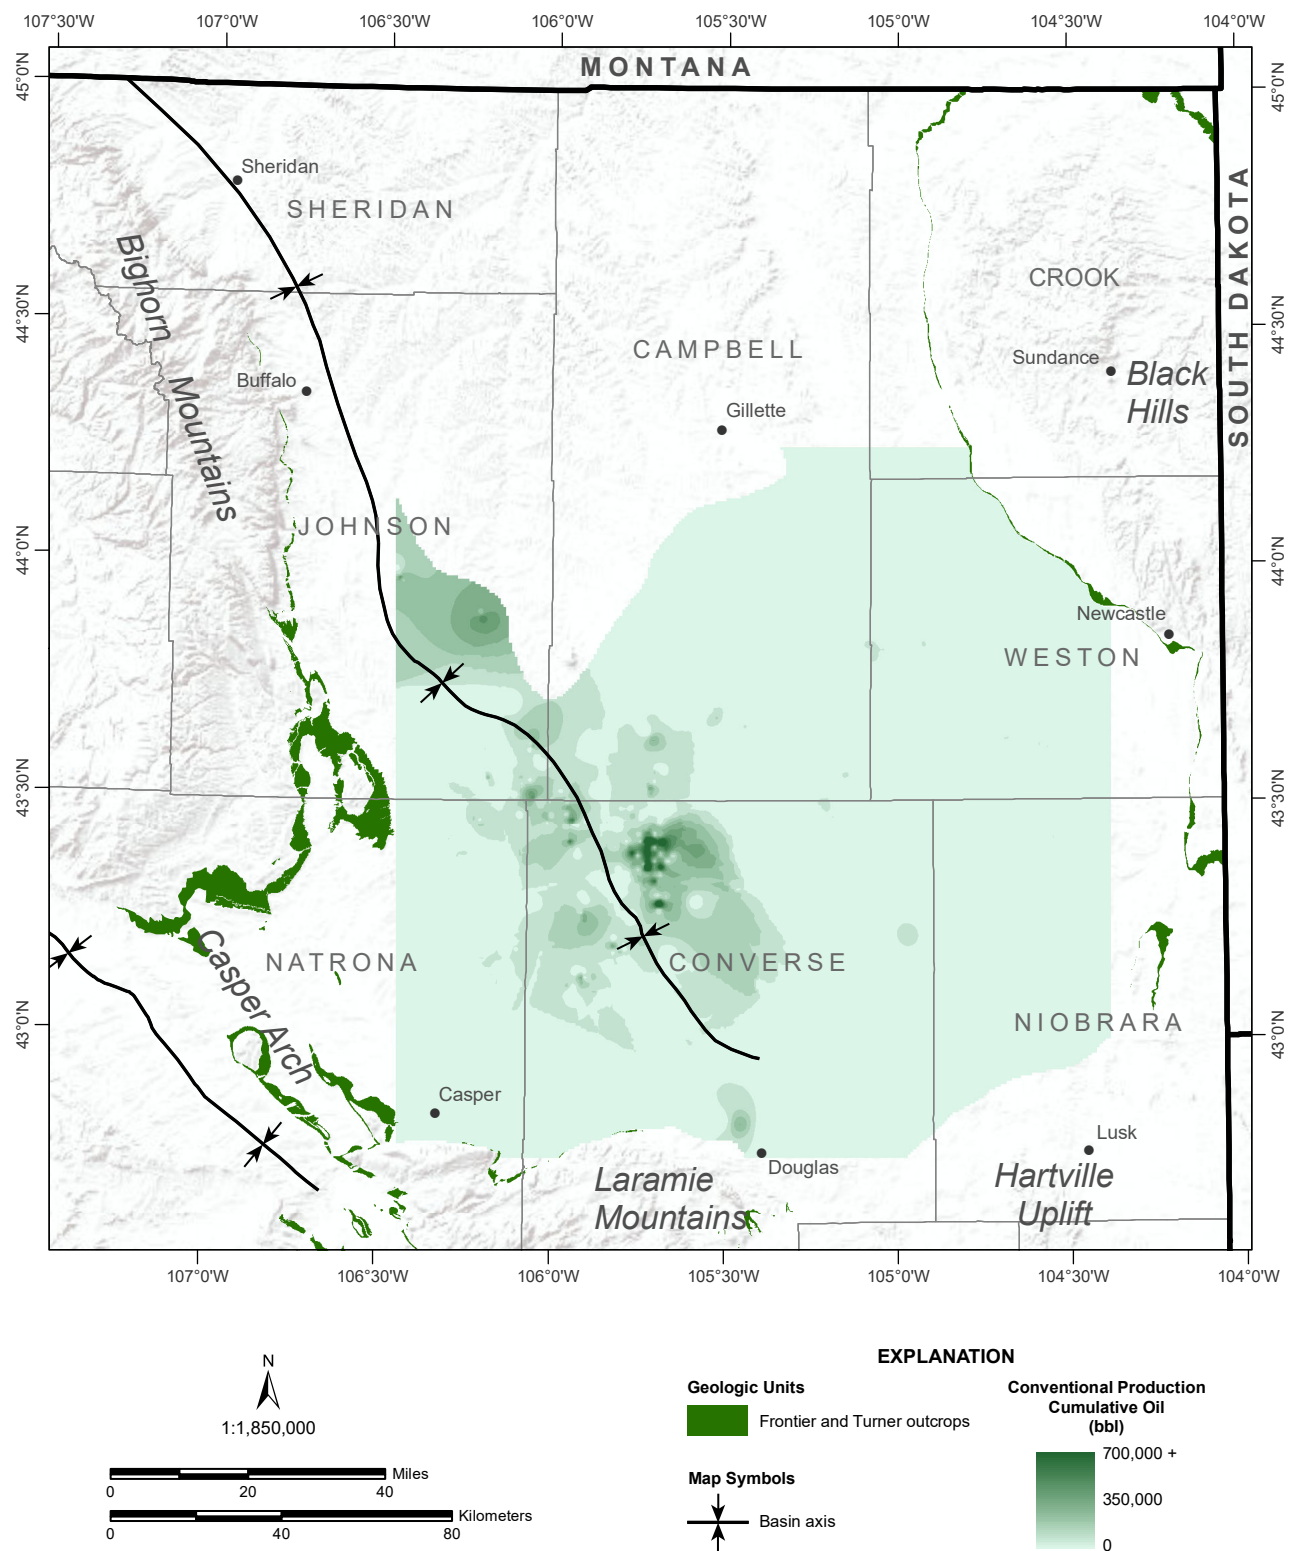 107°30'W 107°0'W 106°30'W 106°0'W 105°30'W 105°0'W 104°30'W 104°0'W
MONTANA
45°0'N
45°0'N
Sheridan
SHERIDAN
SOUTH DAKOTA
Bighorn
Mountains
CROOK
44°30'N
44°30'N
CAMPBELL
Sundance
Black
Hills
Buffalo
Gillette
JOHNSON
44°0'N
44°0'N
Newcastle
WESTON
43°30'N
43°30'N
Casper Arch
NATRONA
CONVERSE
NIOBRARA
43°0'N
43°0'N
Casper
Lusk
Douglas
Laramie
Mountains
Hartville
Uplift
107°0'W 106°30'W 106°0'W 105°30'W 105°0'W 104°30'W 104°0'W
N
1:1,850,000
Miles
0 20 40
Kilometers
0 40 80
EXPLANATION
Geologic Units
Frontier and Turner outcrops
Map Symbols
Basin axis
Conventional Production
Cumulative Oil
(bbl)
700,000 +
350,000
0